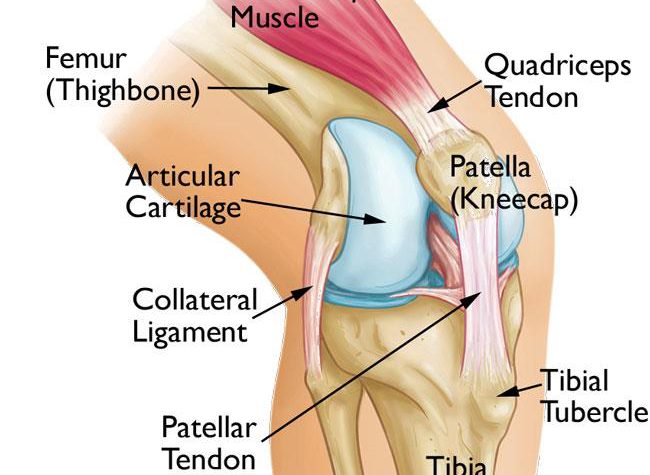 Muscle
Femur
(Thighbone)
Quadriceps
Tendon
Patella
(Kneecap)
Articular
Cartilage
Collateral
Ligament
Tibial
Tubercle
Patellar
Tendon
Tibia